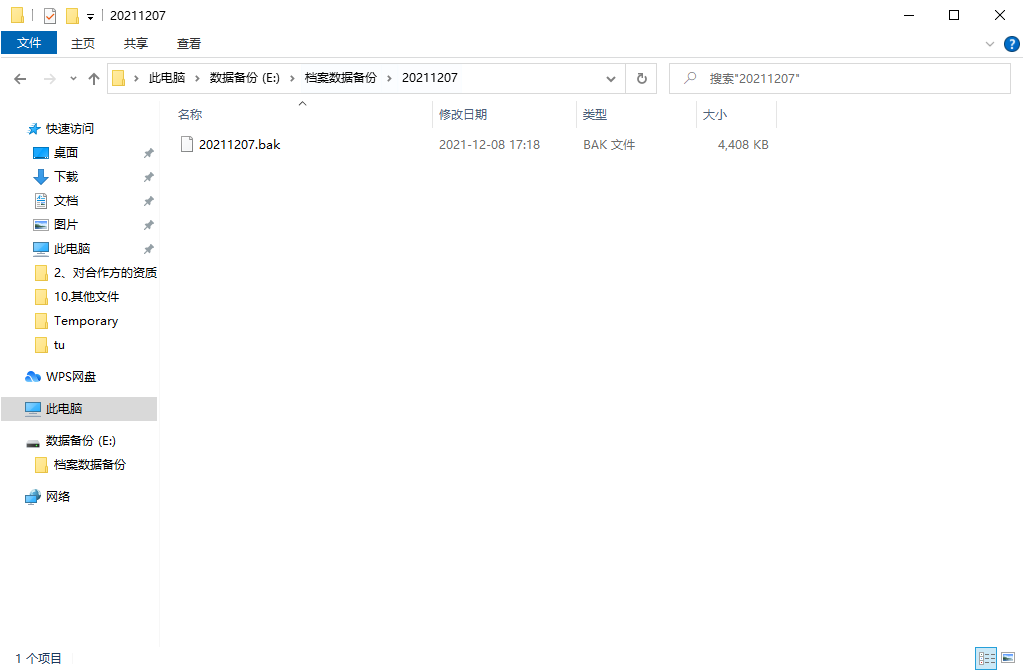 20211207
文件 主页 共享 查看
此电脑 数据备份 (E:) 档案数据备份 20211207 搜索"20211207"
名称 修改日期 类型 大小
20211207.bak 2021-12-08 17:18 BAK 文件 4,408 KB
快速访问
桌面
下载
文档
图片
此电脑
2、对合作方的资质
10.其他文件
Temporary
tu
WPS网盘
此电脑
数据备份 (E:)
档案数据备份
网络
1 个项目